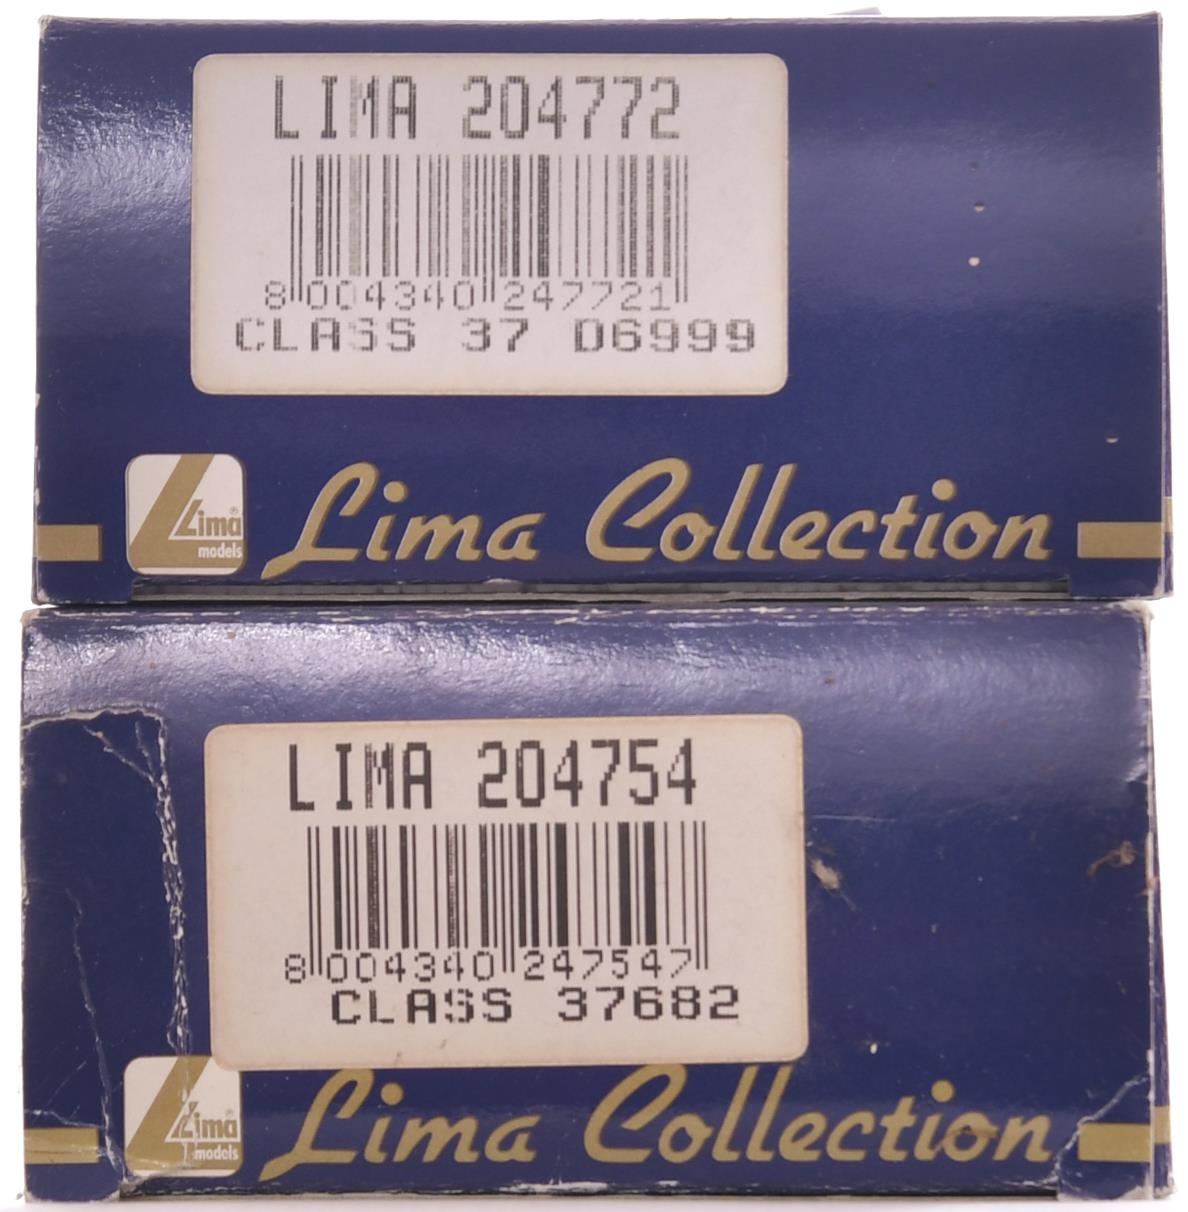 LIMA 204772
8 004340 247721
CLASS 37 D6999
Lima®
models
Lima Collection
LIMA 204754
8 004340 247547
CLASS 37682
Lima®
models
Lima Collection